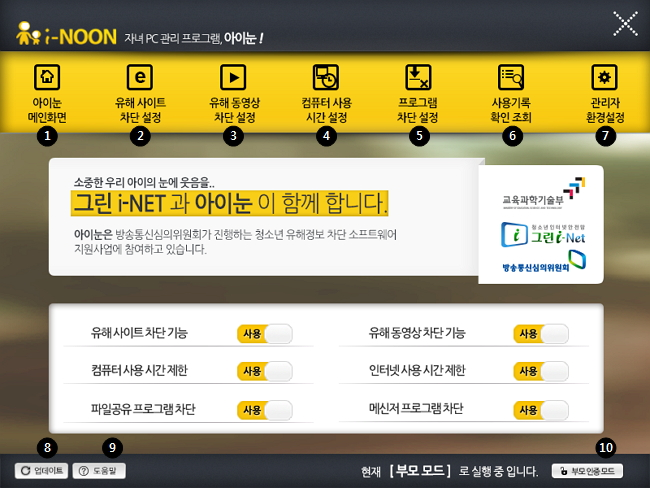 i-NOON 자녀 PC 관리 프로그램, 아이눈!
아이눈
메인화면
유해 사이트
차단 설정
유해 동영상
차단 설정
컴퓨터 사용
시간 설정
프로그램
차단 설정
사용기록
확인 조회
관리자
환경설정
1 2 3 4 5 6 7
소중한 우리 아이의 눈에 웃음을..
그린 i-NET 과 아이눈 이 함께 합니다.
아이눈은 방송통신심의위원회가 진행하는 청소년 유해정보 차단 소프트웨어
지원사업에 참여하고 있습니다.
교육과학기술부
청소년인터넷안전망
그린 i-Net
방송통신심의위원회
유해 사이트 차단 기능 사용
유해 동영상 차단 기능 사용
컴퓨터 사용 시간 제한 사용
인터넷 사용 시간 제한 사용
파일공유 프로그램 차단 사용
메신저 프로그램 차단 사용
8 9 10
업데이트
도움말
현재 [ 부모 모드 ] 로 실행 중 입니다.
부모 인증 모드